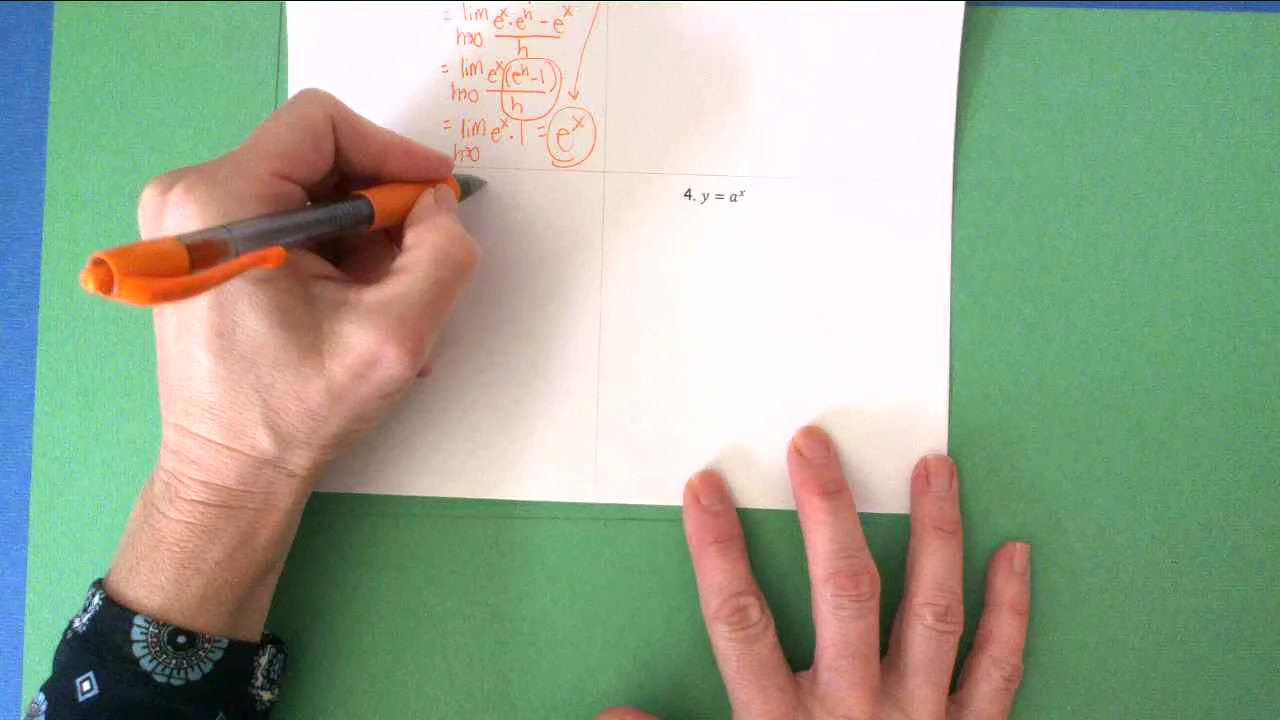 = lim e^x · e^h - e^x
h→0 h
= lim e^x (e^h - 1)
h→0 h
= lim e^x · 1 = e^x
h→0
4. y = a^x